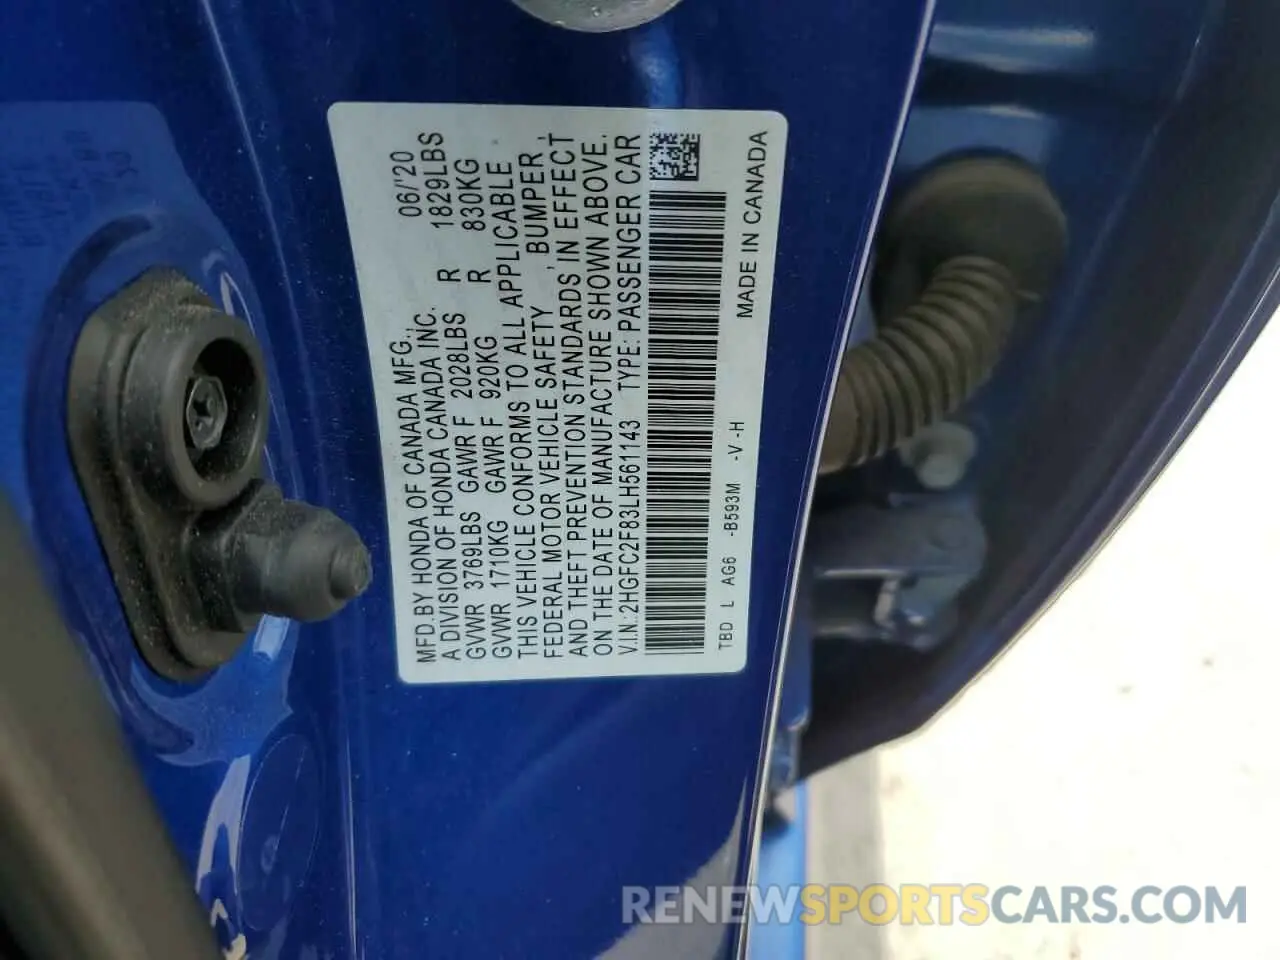 MFD.BY HONDA OF CANADA MFG., 06/'20
A DIVISION OF HONDA CANADA INC.
GVWR 3769LBS GAWR F 2028LBS R 1829LBS
GVWR 1710KG GAWR F 920KG R 830KG
THIS VEHICLE CONFORMS TO ALL APPLICABLE
FEDERAL MOTOR VEHICLE SAFETY, BUMPER,
AND THEFT PREVENTION STANDARDS IN EFFECT
ON THE DATE OF MANUFACTURE SHOWN ABOVE.
V.I.N.:2HGFC2F83LH561143 TYPE: PASSENGER CAR
TBD L AG6 -B593M -V -H MADE IN CANADA
RENEWSPORTSCARS.COM